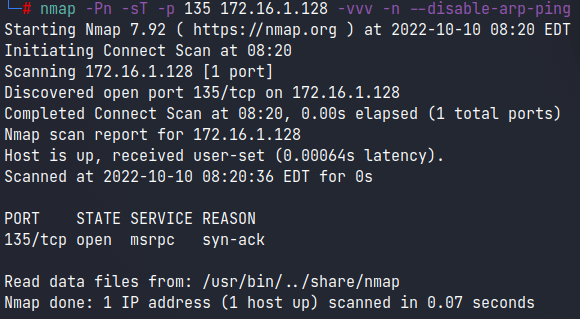 └─# nmap -Pn -sT -p 135 172.16.1.128 -vvv -n --disable-arp-ping
Starting Nmap 7.92 ( https://nmap.org ) at 2022-10-10 08:20 EDT
Initiating Connect Scan at 08:20
Scanning 172.16.1.128 [1 port]
Discovered open port 135/tcp on 172.16.1.128
Completed Connect Scan at 08:20, 0.00s elapsed (1 total ports)
Nmap scan report for 172.16.1.128
Host is up, received user-set (0.00064s latency).
Scanned at 2022-10-10 08:20:36 EDT for 0s

PORT    STATE SERVICE REASON
135/tcp open  msrpc   syn-ack

Read data files from: /usr/bin/../share/nmap
Nmap done: 1 IP address (1 host up) scanned in 0.07 seconds